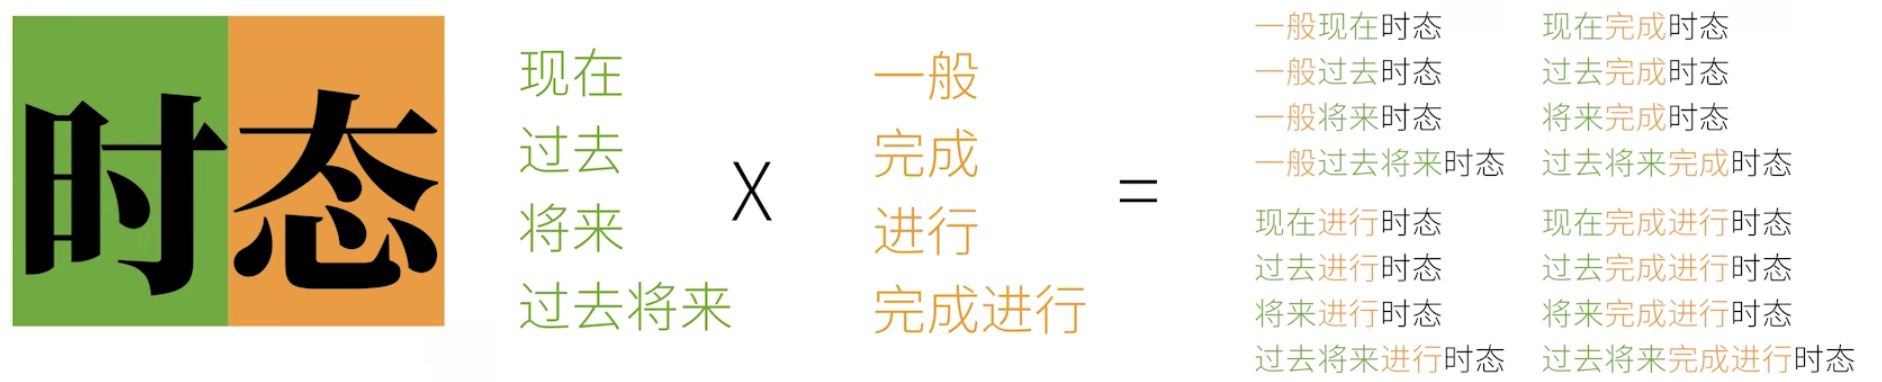 时态
现在
过去
将来
过去将来
X
一般
完成
进行
完成进行
=
一般现在时态
一般过去时态
一般将来时态
一般过去将来时态
现在完成时态
过去完成时态
将来完成时态
过去将来完成时态
现在进行时态
过去进行时态
将来进行时态
过去将来进行时态
现在完成进行时态
过去完成进行时态
将来完成进行时态
过去将来完成进行时态